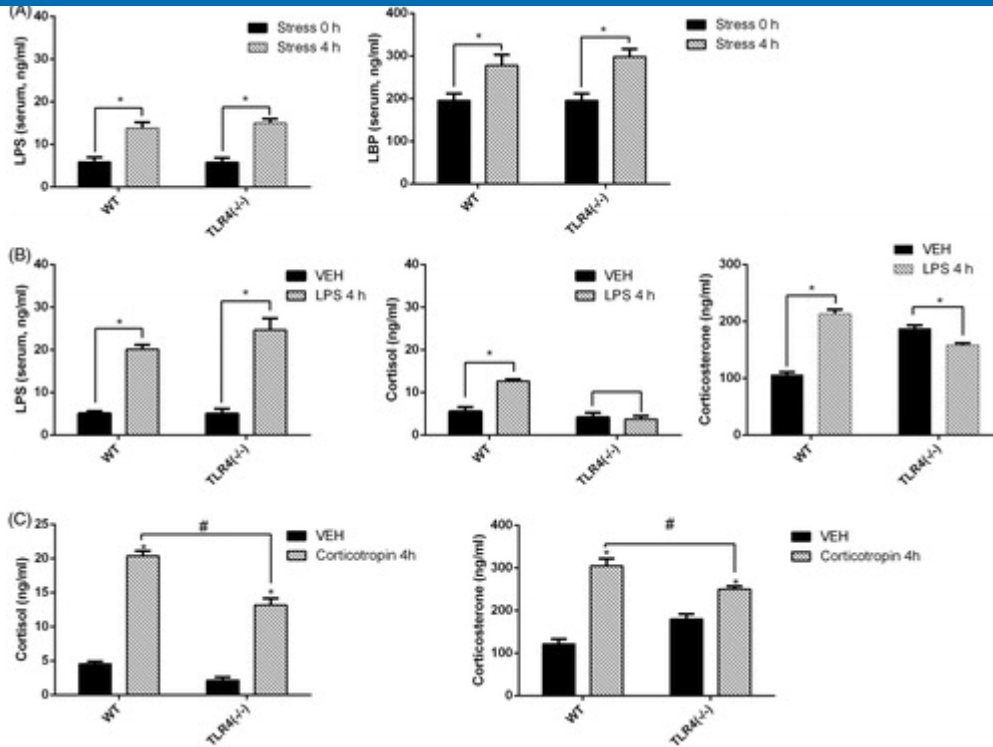 (A)
LPS (serum, ng/ml)
40
30
20
10
0
Stress 0 h
Stress 4 h
*
*
WT
TLR4(-/-)
LBP (serum, ng/ml)
400
300
200
100
0
Stress 0 h
Stress 4 h
*
*
WT
TLR4(-/-)
(B)
LPS (serum, ng/ml)
40
30
20
10
0
VEH
LPS 4 h
*
*
WT
TLR4(-/-)
Cortisol (ng/ml)
40
30
20
10
0
VEH
LPS 4 h
*
WT
TLR4(-/-)
Corticosterone (ng/ml)
300
200
100
0
VEH
LPS 4 h
*
*
WT
TLR4(-/-)
(C)
Cortisol (ng/ml)
25
20
15
10
5
0
VEH
Corticotropin 4h
#
*
*
WT
TLR4(-/-)
Corticosterone (ng/ml)
400
300
200
100
0
VEH
Corticotropin 4h
#
*
*
WT
TLR4(-/-)